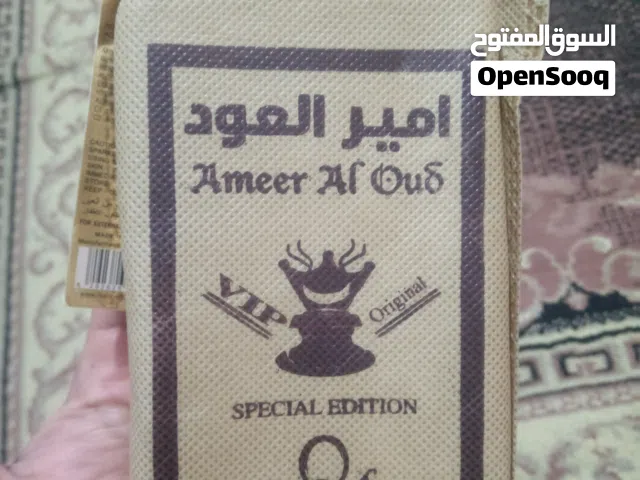 السوق المفتوح
OpenSooq
امير العود
Ameer Al Oud
VIP
Original
SPECIAL EDITION